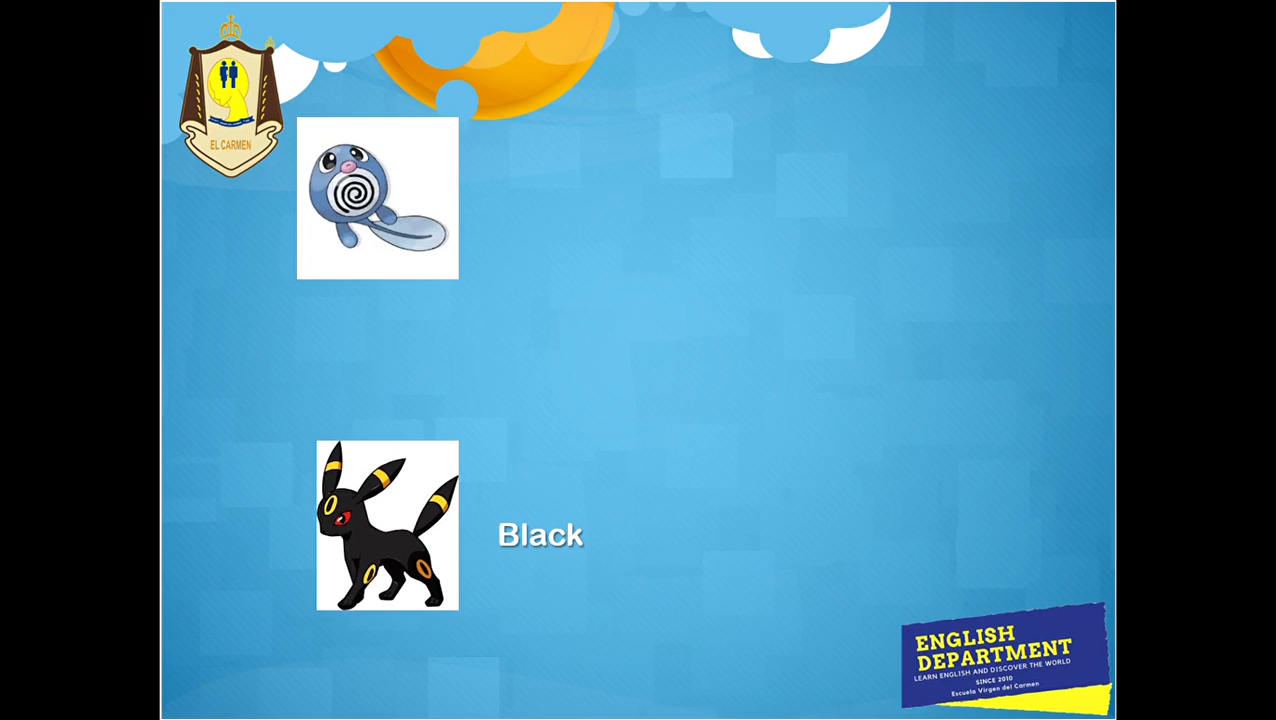 EL CARMEN
Black
ENGLISH
DEPARTMENT
LEARN ENGLISH AND DISCOVER THE WORLD
SINCE 2010
Escuela Virgen del Carmen